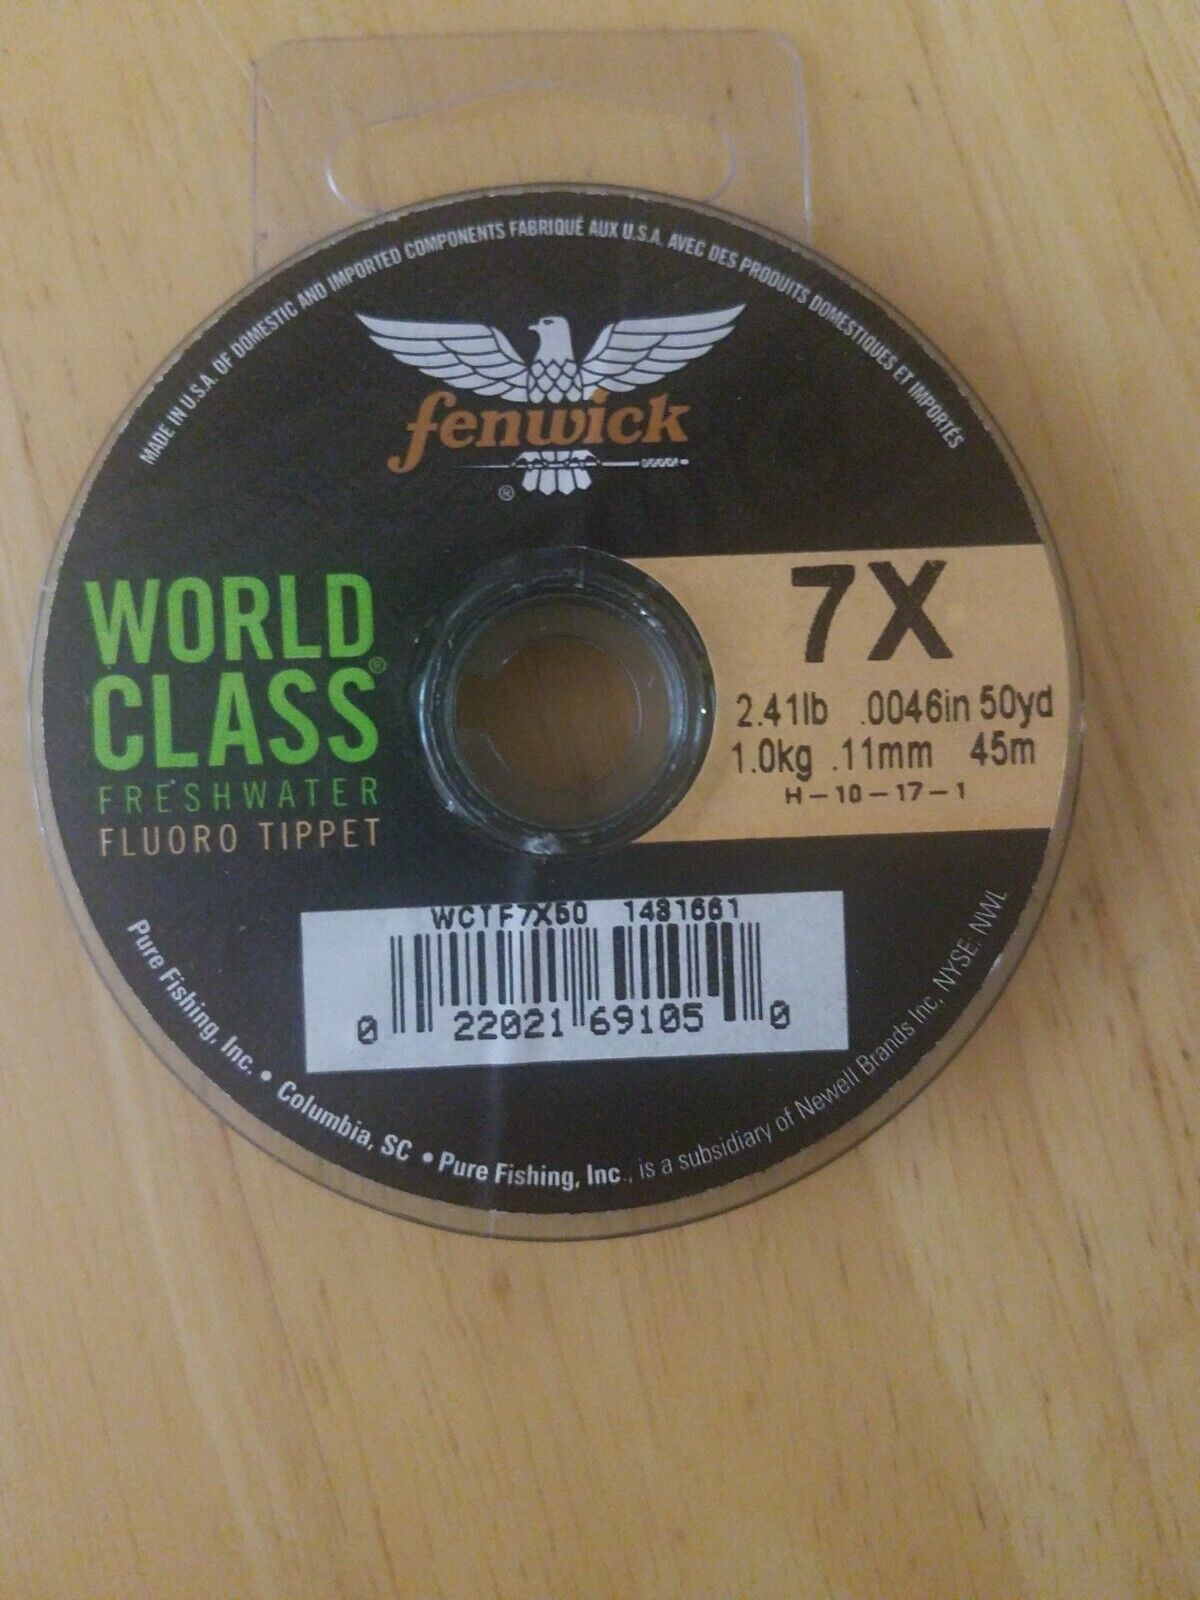 MADE IN U.S.A. OF DOMESTIC AND IMPORTED COMPONENTS FABRIQUÉ AUX U.S.A. AVEC DES PRODUITS DOMESTIQUES ET IMPORTÉS
fenwick
®
WORLD
CLASS®
FRESHWATER
FLUORO TIPPET
7X
2.41lb .0046in 50yd
1.0kg .11mm 45m
H-10-17-1
WCTF7X50 1481661
0 22021 69105 0
Pure Fishing, Inc. • Columbia, SC • Pure Fishing, Inc., is a subsidiary of Newell Brands Inc, NYSE: NWL